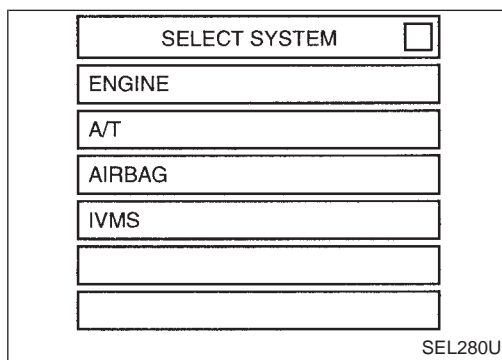 SELECT SYSTEM
ENGINE
A/T
AIRBAG
IVMS
SEL280U